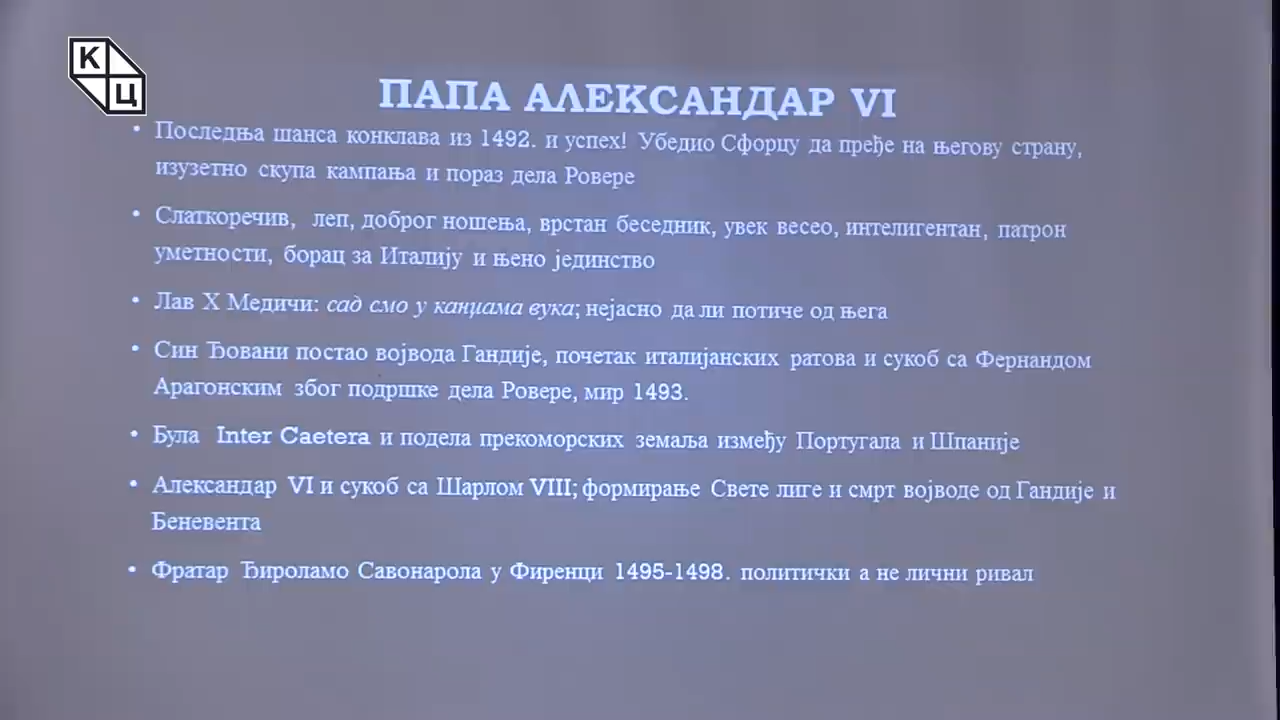 К
Ц
ПАПА АЛЕКСАНДАР VI
• Последња шанса конклава из 1492. и успех! Убедио Сфорцу да пређе на његову страну,
изузетно скупа кампања и пораз дела Ровере
• Слаткоречив, леп, доброг ношења, врстан беседник, увек весео, интелигентан, патрон
уметности, борац за Италију и њено јединство
• Лав X Медичи: сад смо у канџама вука; нејасно да ли потиче од њега
• Син Ђовани постао војвода Гандије, почетак италијанских ратова и сукоб са Фернандом
Арагонским због подршке дела Ровере, мир 1493.
• Була Inter Caetera и подела прекоморских земаља између Португала и Шпаније
• Александар VI и сукоб са Шарлом VIII; формирање Свете лиге и смрт војводе од Гандије и
Беневента
• Фратар Ђироламо Савонарола у Фиренци 1495-1498. политички а не лични ривал